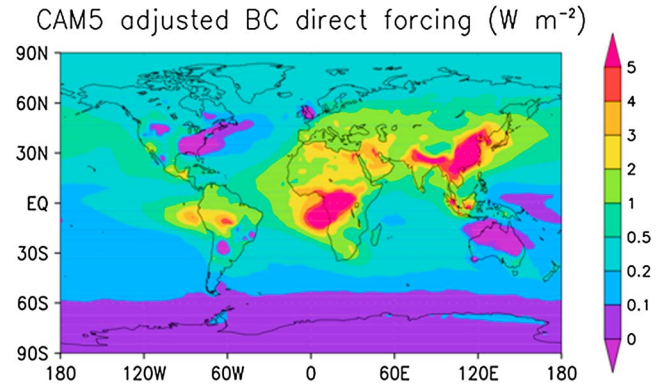 CAM5 adjusted BC direct forcing (W m⁻²)
90N
60N
30N
EQ
30S
60S
90S
180 120W 60W 0 60E 120E 180
5
4
3
2
1
0.5
0.2
0.1
0